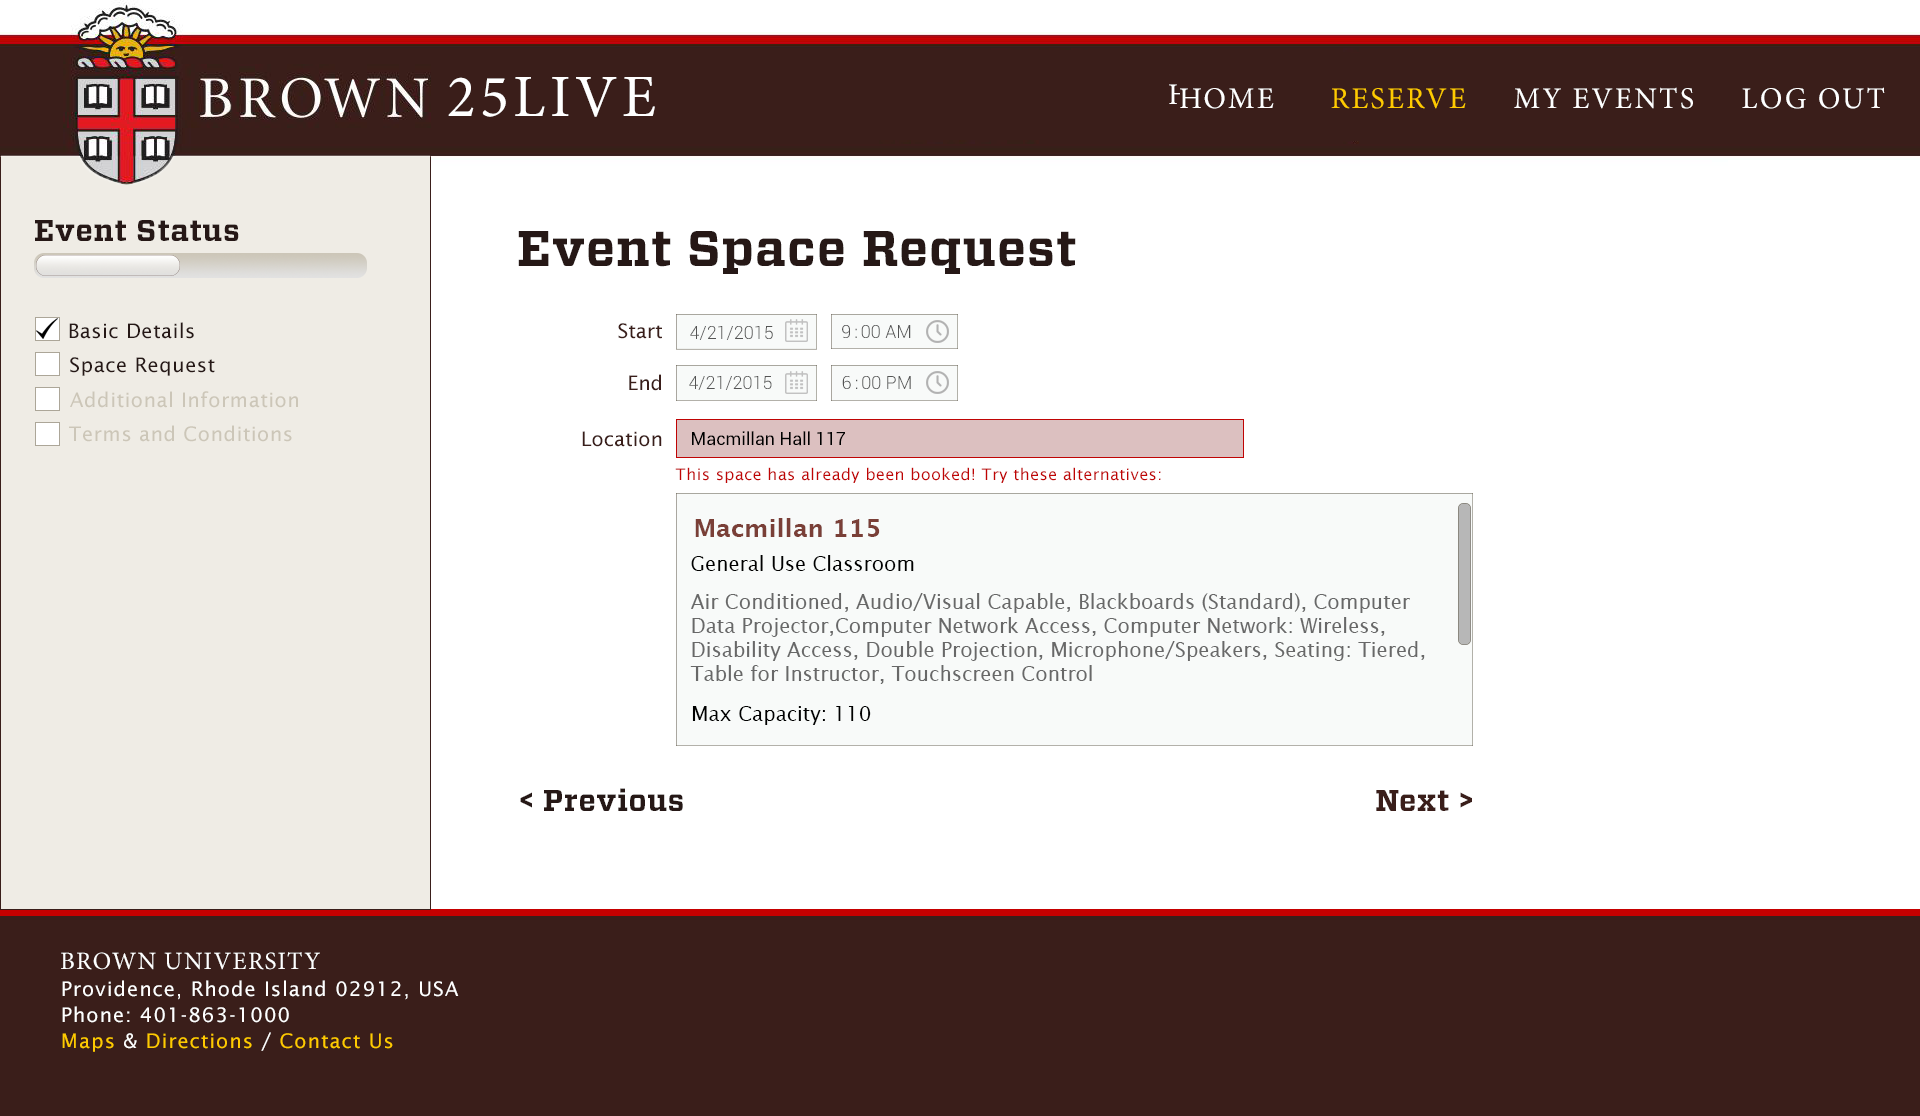 BROWN 25LIVE
HHOME RESERVE MY EVENTS LOG OUT
Event Status
Basic Details
Space Request
Additional Information
Terms and Conditions
Event Space Request
Start 4/21/2015 9:00 AM
End 4/21/2015 6:00 PM
Location Macmillan Hall 117
This space has already been booked! Try these alternatives:
Macmillan 115
General Use Classroom
Air Conditioned, Audio/Visual Capable, Blackboards (Standard), Computer
Data Projector,Computer Network Access, Computer Network: Wireless,
Disability Access, Double Projection, Microphone/Speakers, Seating: Tiered,
Table for Instructor, Touchscreen Control
Max Capacity: 110
< Previous Next >
BROWN UNIVERSITY
Providence, Rhode Island 02912, USA
Phone: 401-863-1000
Maps & Directions / Contact Us